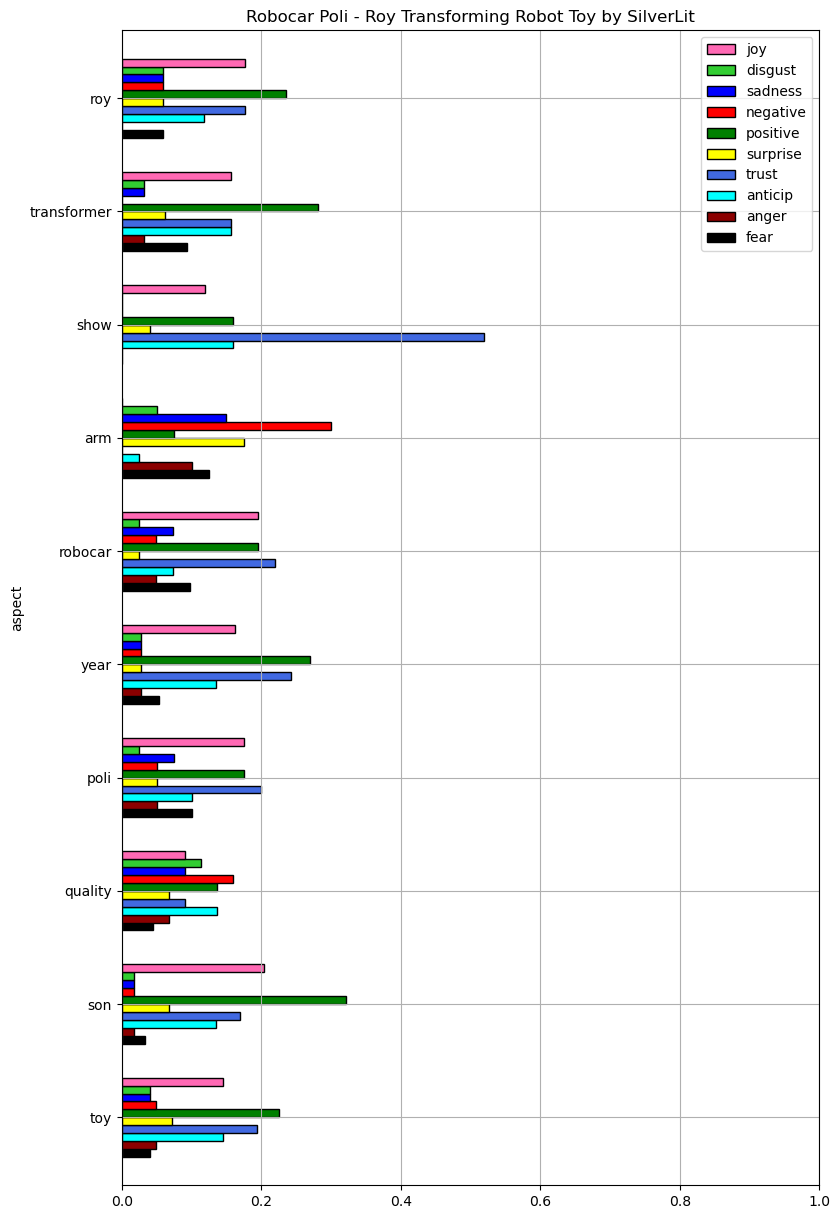 Robocar Poli - Roy Transforming Robot Toy by SilverLit
joy
disgust
sadness
negative
positive
surprise
trust
anticip
anger
fear
roy
transformer
show
arm
robocar
year
poli
quality
son
toy
aspect
0.0 0.2 0.4 0.6 0.8 1.0